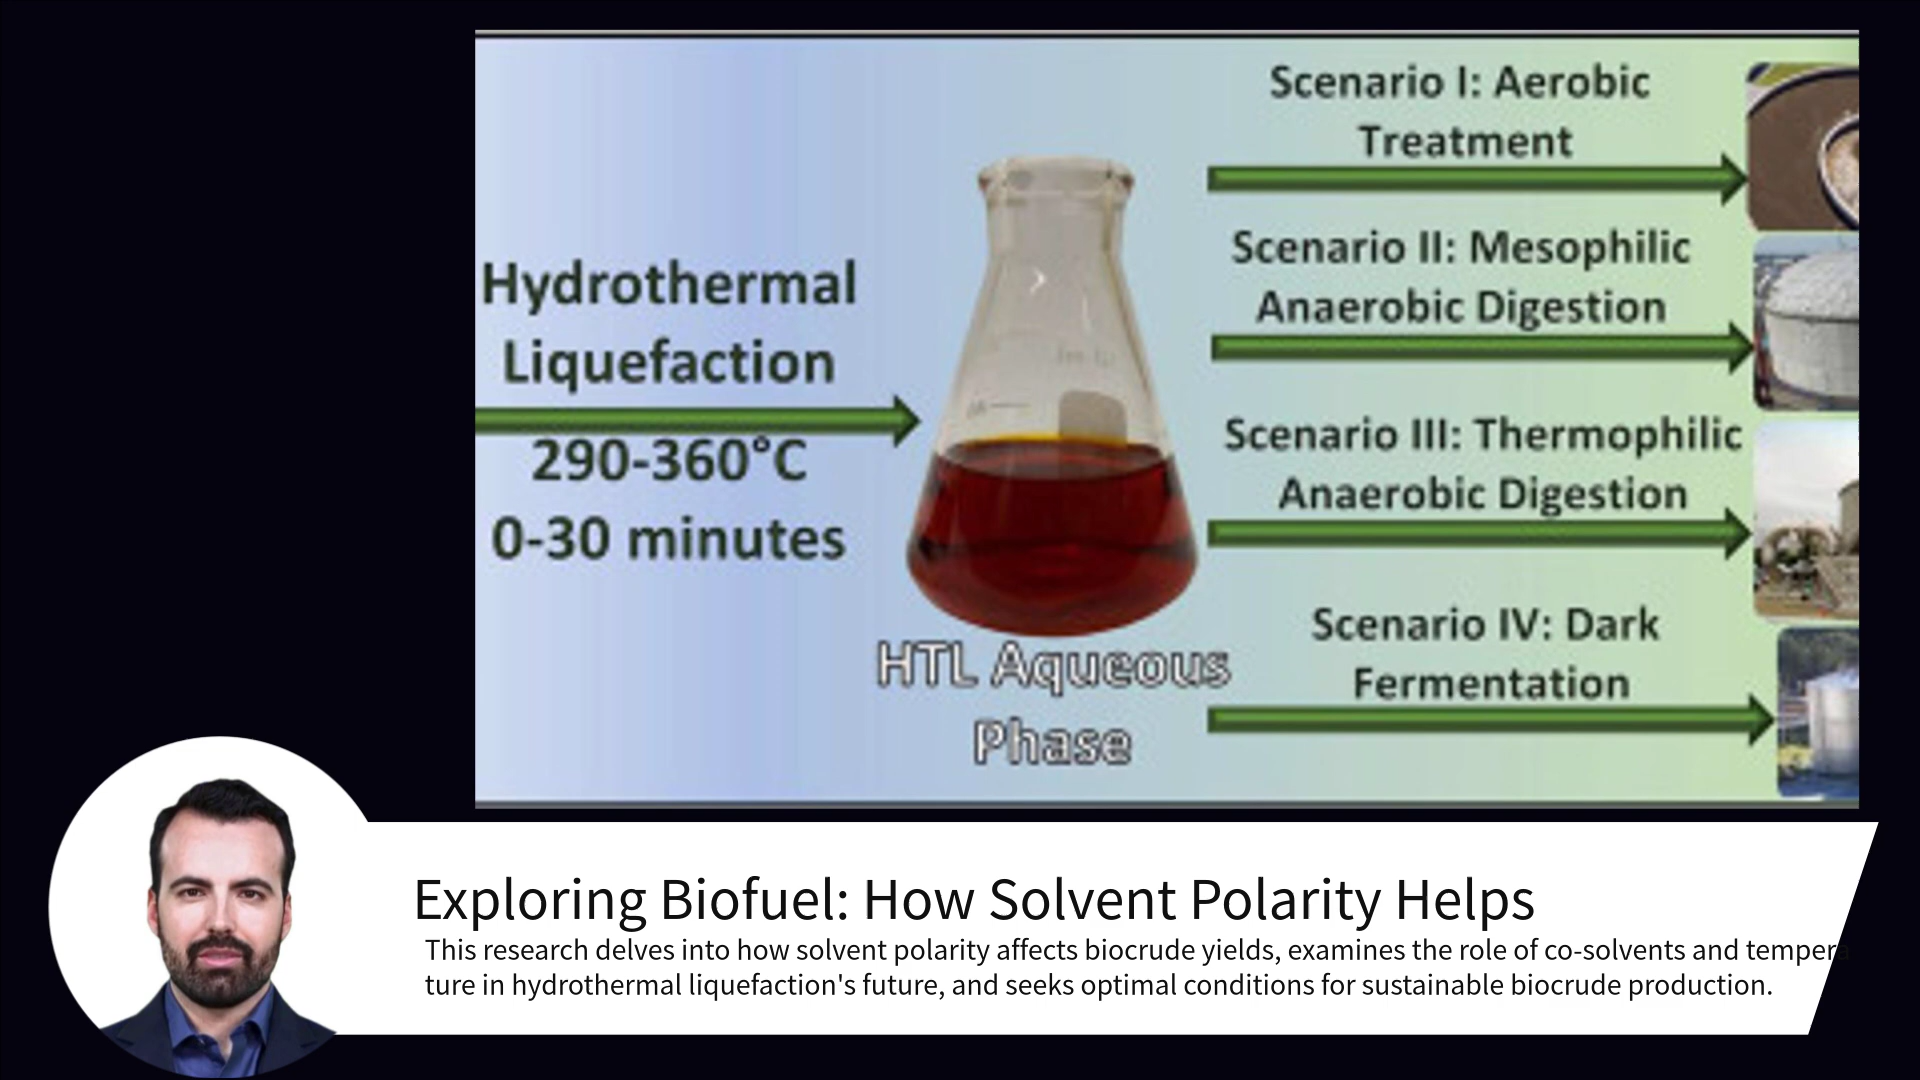 Hydrothermal
Liquefaction
290-360°C
0-30 minutes
HTL Aqueous
Phase
Scenario I: Aerobic
Treatment
Scenario II: Mesophilic
Anaerobic Digestion
Scenario III: Thermophilic
Anaerobic Digestion
Scenario IV: Dark
Fermentation
Exploring Biofuel: How Solvent Polarity Helps
This research delves into how solvent polarity affects biocrude yields, examines the role of co-solvents and tempera
ture in hydrothermal liquefaction's future, and seeks optimal conditions for sustainable biocrude production.